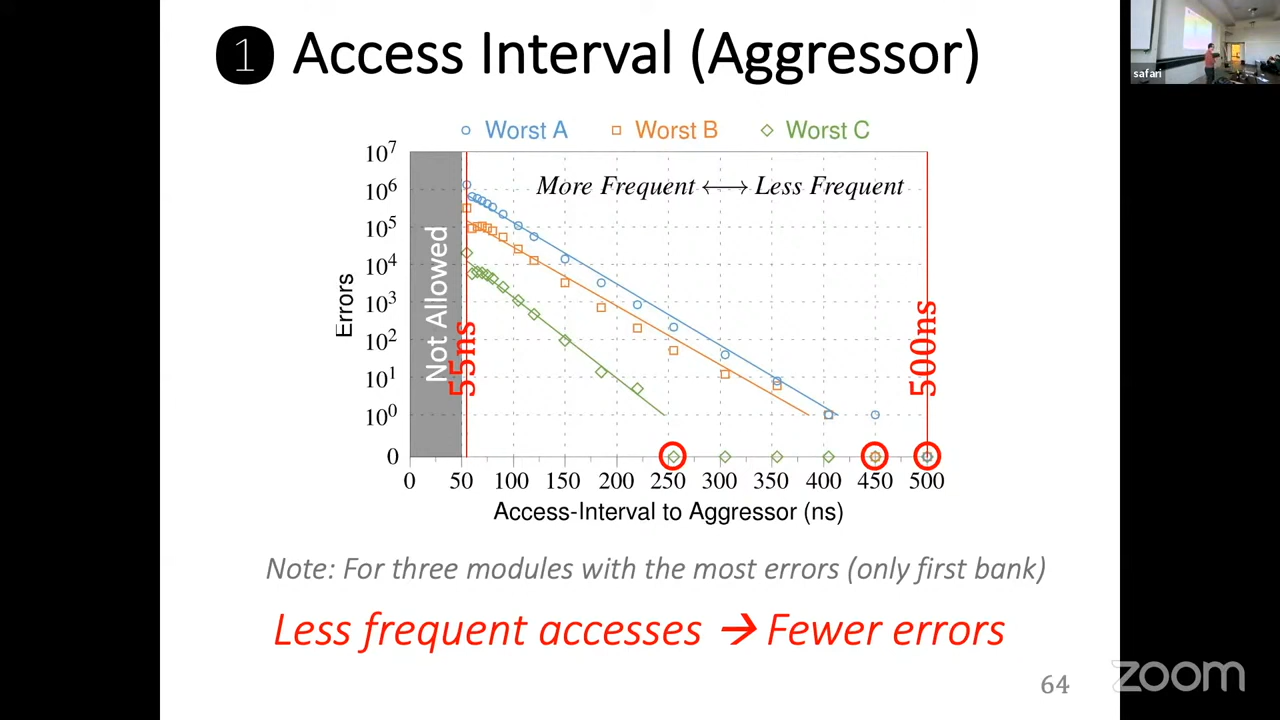 1 Access Interval (Aggressor)
safari
Worst A Worst B Worst C
More Frequent ⟷ Less Frequent
Errors
10⁷
10⁶
10⁵
10⁴
10³
10²
10¹
10⁰
0
Not Allowed
55ns
500ns
0 50 100 150 200 250 300 350 400 450 500
Access-Interval to Aggressor (ns)
Note: For three modules with the most errors (only first bank)
Less frequent accesses → Fewer errors
64
zoom